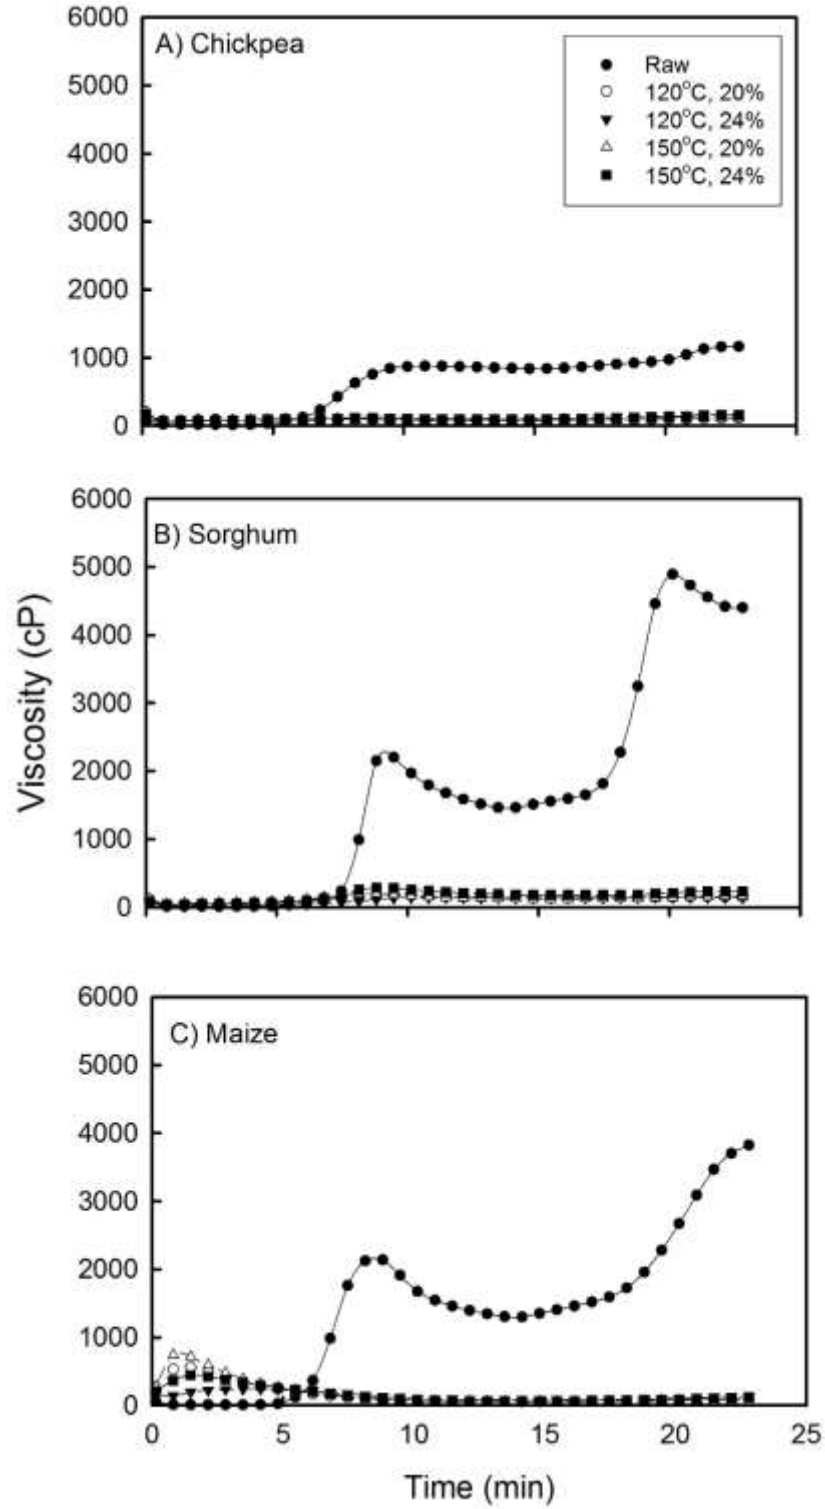 6000
A) Chickpea
5000
4000
3000
2000
1000
0
Raw
120°C, 20%
120°C, 24%
150°C, 20%
150°C, 24%
Viscosity (cP)
6000
B) Sorghum
5000
4000
3000
2000
1000
0
6000
C) Maize
5000
4000
3000
2000
1000
0
0 5 10 15 20 25
Time (min)